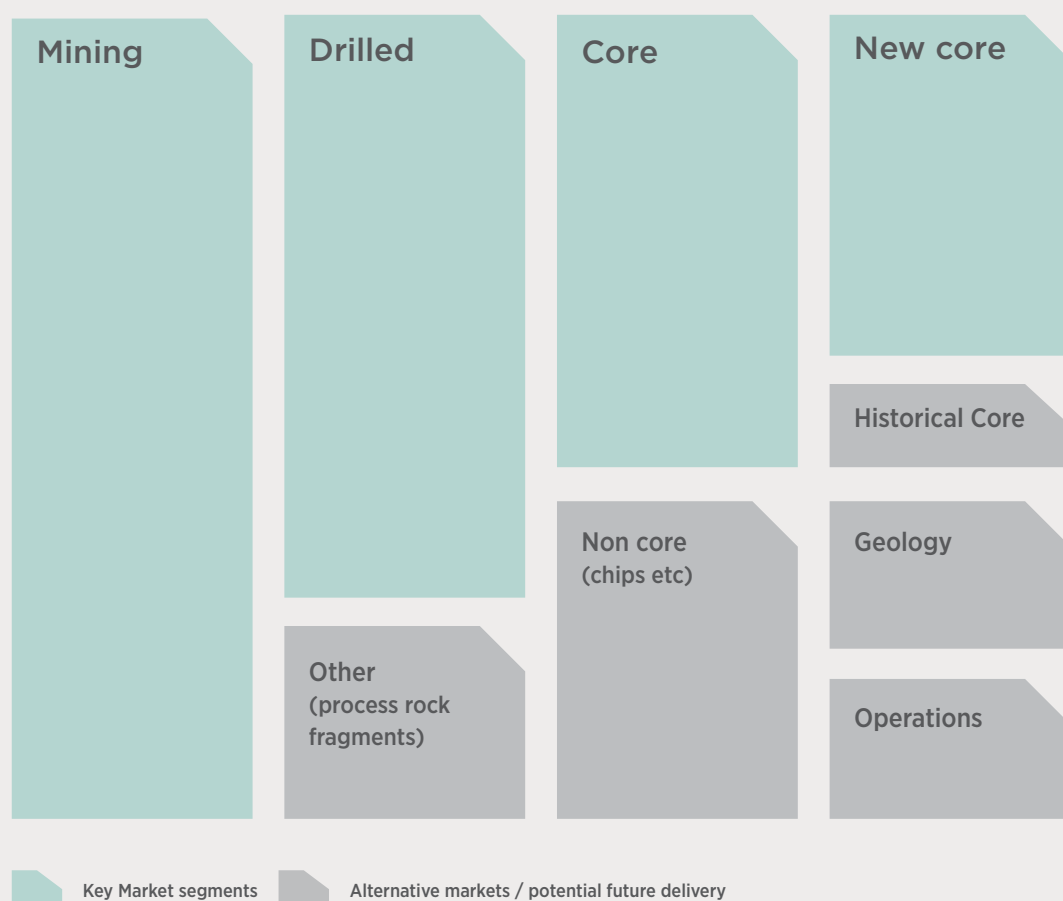 Mining
Drilled
Other
(process rock
fragments)
Core
Non core
(chips etc)
New core
Historical Core
Geology
Operations
Key Market segments
Alternative markets / potential future delivery